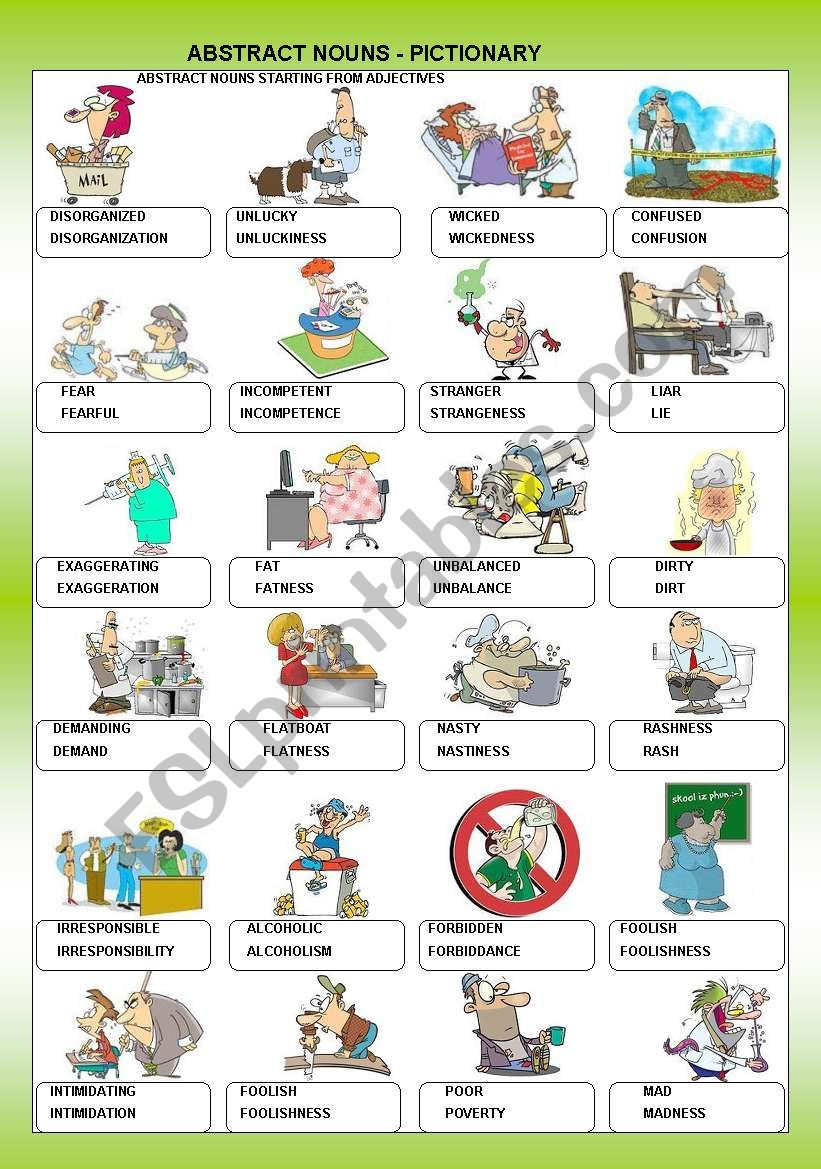 ABSTRACT NOUNS - PICTIONARY
ABSTRACT NOUNS STARTING FROM ADJECTIVES
MAIL
DISORGANIZED
DISORGANIZATION
UNLUCKY
UNLUCKINESS
WICKED
WICKEDNESS
CONFUSED
CONFUSION
FEAR
FEARFUL
INCOMPETENT
INCOMPETENCE
STRANGER
STRANGENESS
LIAR
LIE
EXAGGERATING
EXAGGERATION
FAT
FATNESS
UNBALANCED
UNBALANCE
DIRTY
DIRT
DEMANDING
DEMAND
FLATBOAT
FLATNESS
NASTY
NASTINESS
RASHNESS
RASH
skool iz phun :-)
IRRESPONSIBLE
IRRESPONSIBILITY
ALCOHOLIC
ALCOHOLISM
FORBIDDEN
FORBIDDANCE
FOOLISH
FOOLISHNESS
INTIMIDATING
INTIMIDATION
FOOLISH
FOOLISHNESS
POOR
POVERTY
MAD
MADNESS
ESLprintables.com